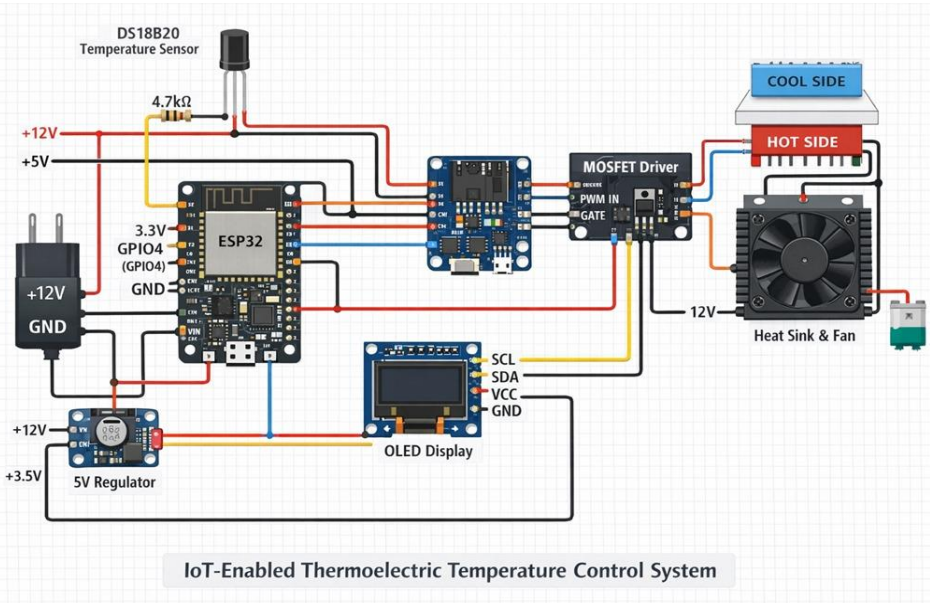 DS18B20
Temperature Sensor
4.7kΩ
+12V
+5V
COOL SIDE
HOT SIDE
MOSFET Driver
PWM IN
GATE
ESP32
3.3V
GPIO4
(GPIO4)
GND
VIN
+12V
GND
12V
Heat Sink & Fan
SCL
SDA
VCC
GND
OLED Display
+12V
+3.5V
5V Regulator
IoT-Enabled Thermoelectric Temperature Control System